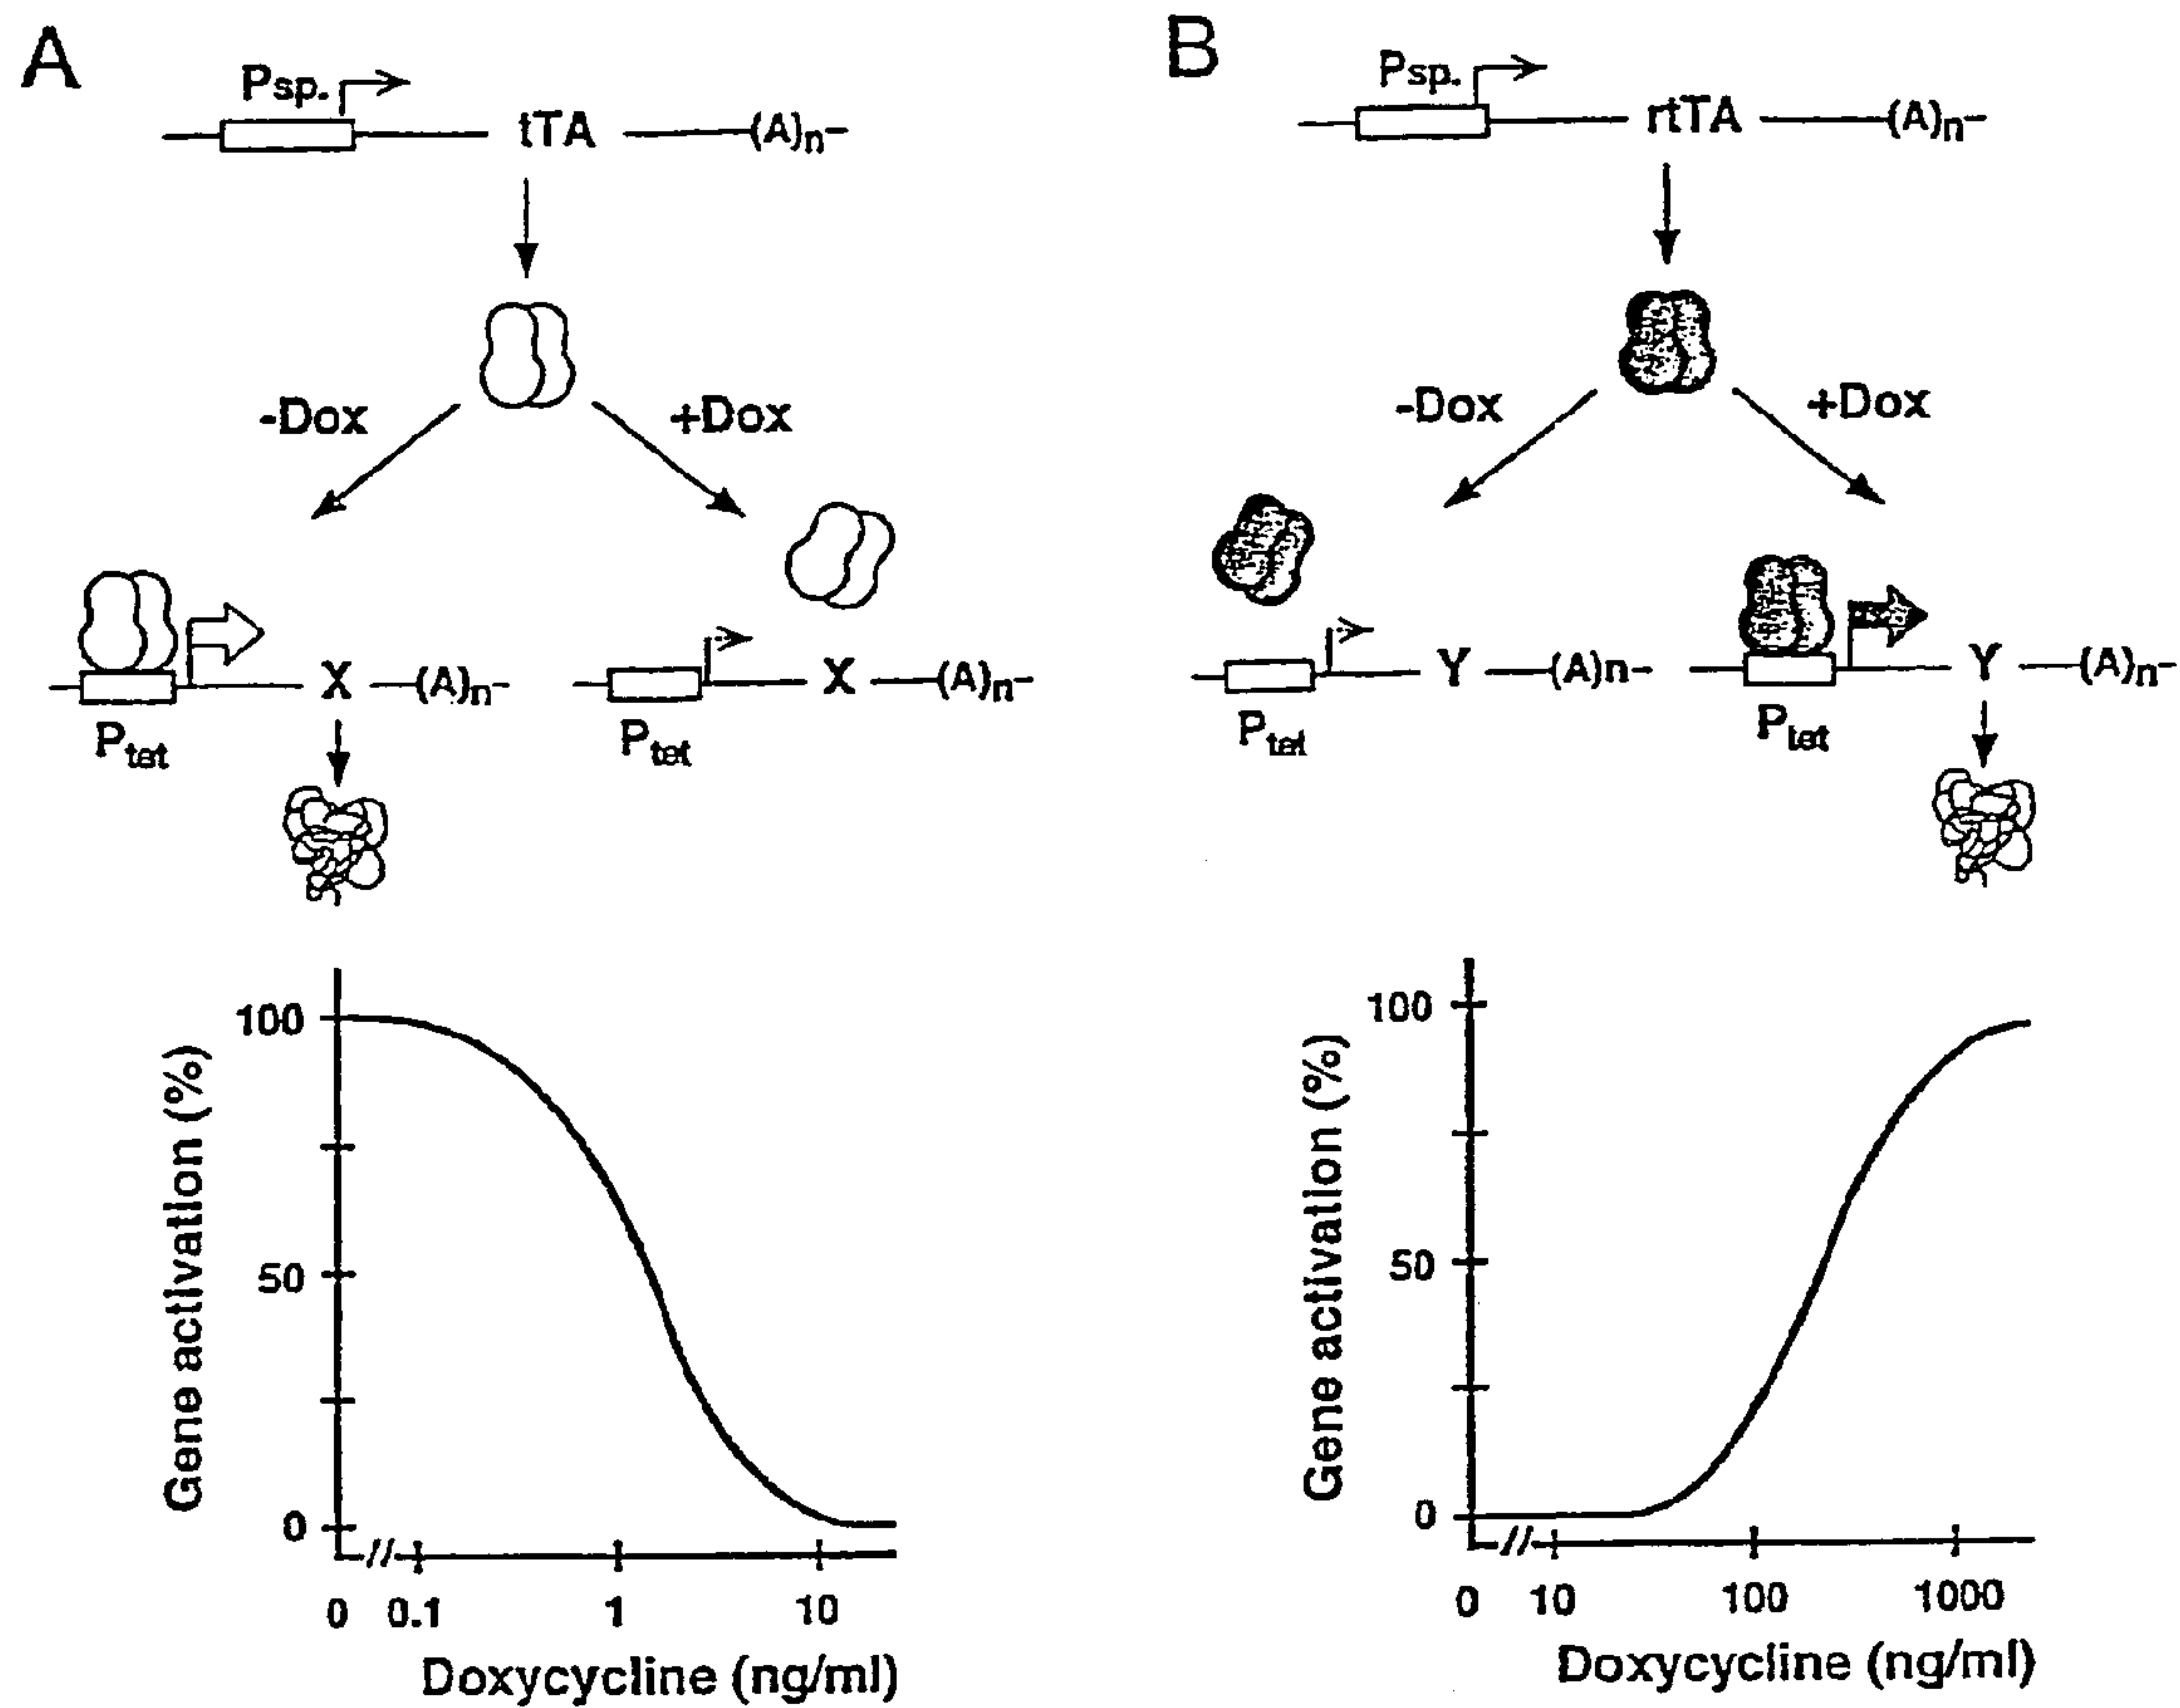 A
Psp.
tTA
(A)n-
-Dox
+Dox
X
(A)n-
X
(A)n-
Ptet
Ptet
100
50
0
Gene activation (%)
0 0.1 1 10
Doxycycline (ng/ml)
B
Psp.
rtTA
(A)n-
-Dox
+Dox
Y
(A)n-
Y
(A)n-
Ptet
Ptet
100
50
0
Gene activation (%)
0 10 100 1000
Doxycycline (ng/ml)